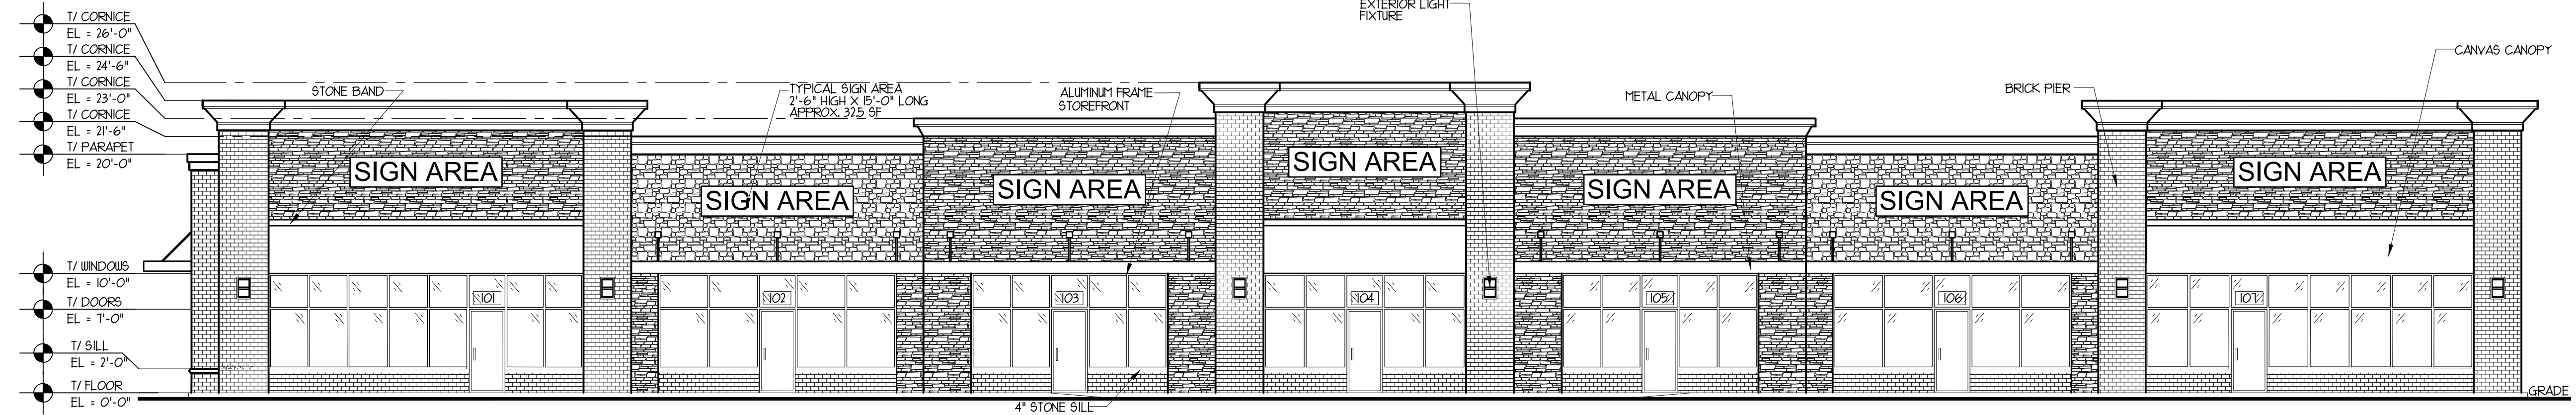 T/ CORNICE
EL = 26'-0"
T/ CORNICE
EL = 24'-6"
T/ CORNICE
EL = 23'-0"
T/ CORNICE
EL = 21'-6"
T/ PARAPET
EL = 20'-0"
T/ WINDOWS
EL = 10'-0"
T/ DOORS
EL = 7'-0"
T/ SILL
EL = 2'-0"
T/ FLOOR
EL = 0'-0"
STONE BAND
TYPICAL SIGN AREA
2'-6" HIGH X 15'-0" LONG
APPROX. 32.5 SF
ALUMINUM FRAME
STOREFRONT
EXTERIOR LIGHT
FIXTURE
METAL CANOPY
BRICK PIER
CANVAS CANOPY
SIGN AREA
SIGN AREA
SIGN AREA
SIGN AREA
SIGN AREA
SIGN AREA
SIGN AREA
101
102
103
104
105
106
107
4" STONE SILL
GRADE